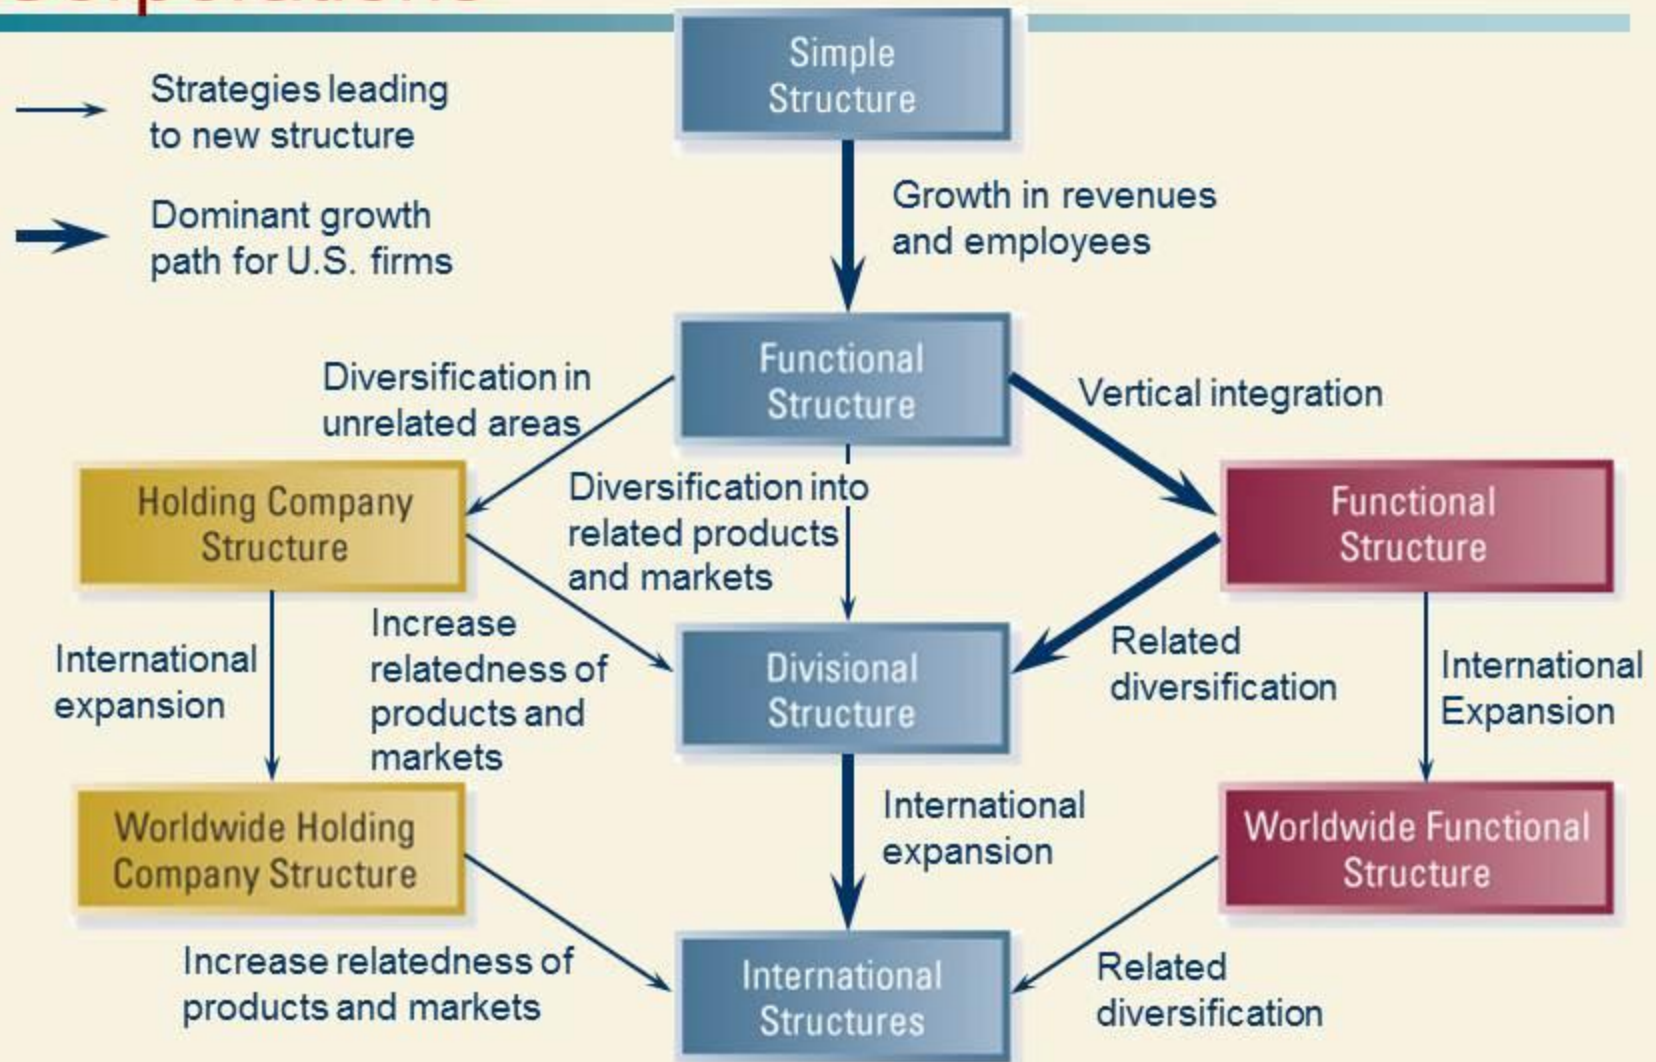 Corporations
Simple
Structure
Strategies leading
to new structure
Dominant growth
path for U.S. firms
Growth in revenues
and employees
Functional
Structure
Diversification in
unrelated areas
Vertical integration
Holding Company
Structure
Diversification into
related products
and markets
Functional
Structure
International
expansion
Increase
relatedness of
products and
markets
Divisional
Structure
Related
diversification
International
Expansion
Worldwide Holding
Company Structure
International
expansion
Worldwide Functional
Structure
Increase relatedness of
products and markets
International
Structures
Related
diversification